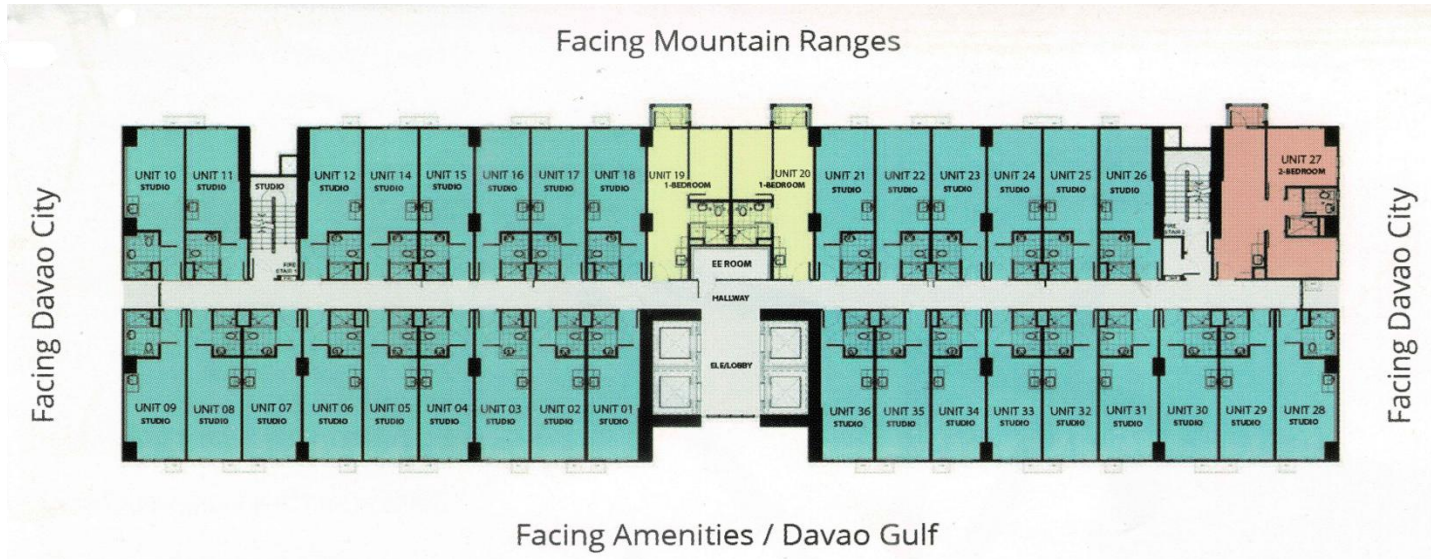 Facing Mountain Ranges
Facing Davao City
UNIT 10
STUDIO
UNIT 11
STUDIO
STUDIO
FIRE
STAIR 1
UNIT 12
STUDIO
UNIT 14
STUDIO
UNIT 15
STUDIO
UNIT 16
STUDIO
UNIT 17
STUDIO
UNIT 18
STUDIO
UNIT 19
1-BEDROOM
UNIT 20
1-BEDROOM
UNIT 21
STUDIO
UNIT 22
STUDIO
UNIT 23
STUDIO
UNIT 24
STUDIO
UNIT 25
STUDIO
UNIT 26
STUDIO
FIRE
STAIR 2
UNIT 27
2-BEDROOM
Facing Davao City
EE ROOM
HALLWAY
ELE/LOBBY
UNIT 09
STUDIO
UNIT 08
STUDIO
UNIT 07
STUDIO
UNIT 06
STUDIO
UNIT 05
STUDIO
UNIT 04
STUDIO
UNIT 03
STUDIO
UNIT 02
STUDIO
UNIT 01
STUDIO
UNIT 36
STUDIO
UNIT 35
STUDIO
UNIT 34
STUDIO
UNIT 33
STUDIO
UNIT 32
STUDIO
UNIT 31
STUDIO
UNIT 30
STUDIO
UNIT 29
STUDIO
UNIT 28
STUDIO
Facing Amenities / Davao Gulf